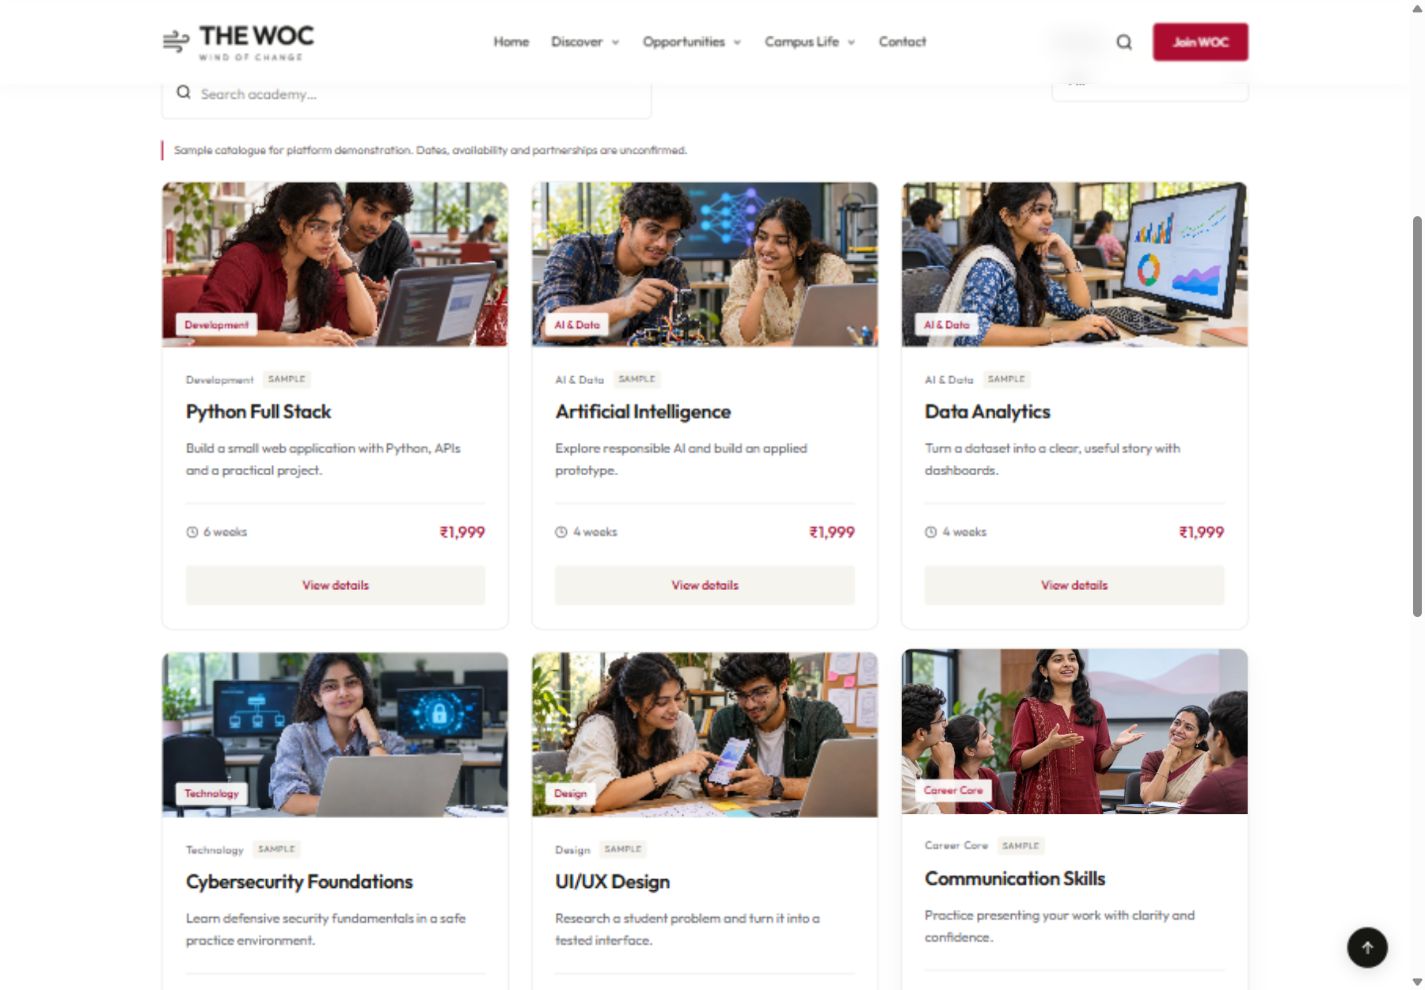 THE WOC
WIND OF CHANGE
Home
Discover
Opportunities
Campus Life
Contact
Join WOC
Search academy...
Sample catalogue for platform demonstration. Dates, availability and partnerships are unconfirmed.
Development
AI & Data
AI & Data
Development SAMPLE
Python Full Stack
Build a small web application with Python, APIs
and a practical project.
6 weeks ₹1,999
View details
AI & Data SAMPLE
Artificial Intelligence
Explore responsible AI and build an applied
prototype.
4 weeks ₹1,999
View details
AI & Data SAMPLE
Data Analytics
Turn a dataset into a clear, useful story with
dashboards.
4 weeks ₹1,999
View details
Technology
Design
Career Core
Technology SAMPLE
Cybersecurity Foundations
Learn defensive security fundamentals in a safe
practice environment.
Design SAMPLE
UI/UX Design
Research a student problem and turn it into a
tested interface.
Career Core SAMPLE
Communication Skills
Practice presenting your work with clarity and
confidence.